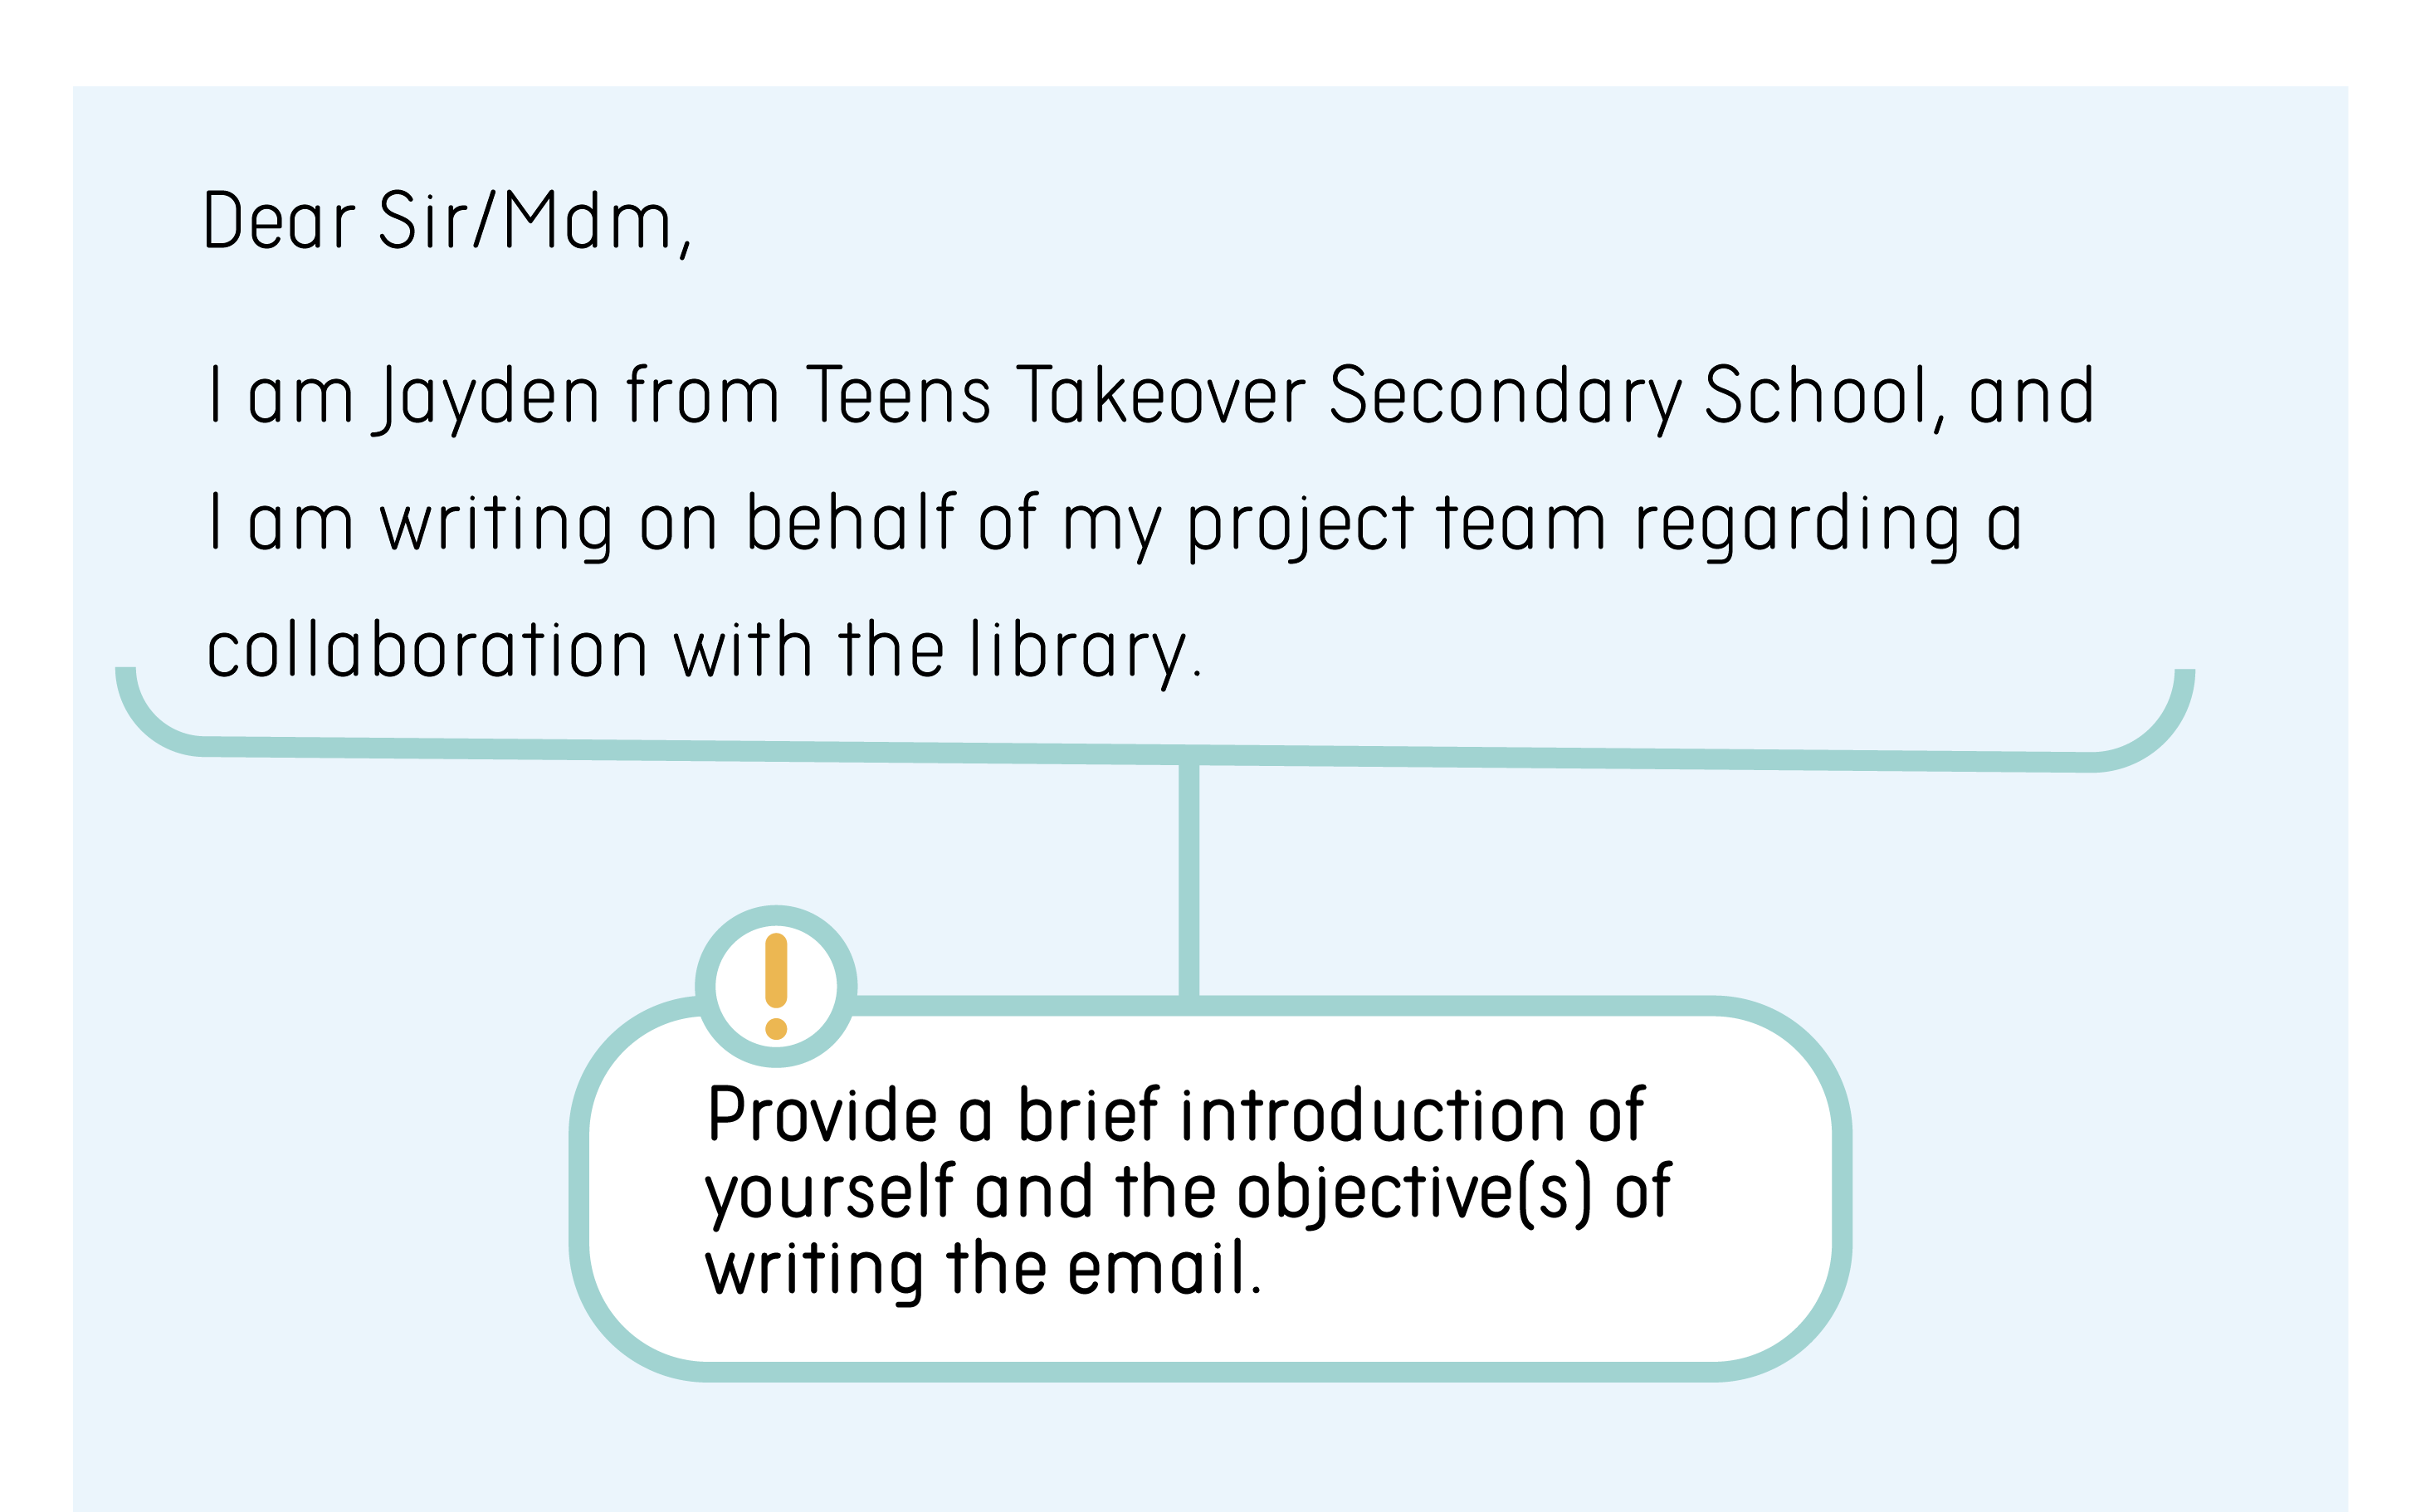 Dear Sir/Mdm,
I am Jayden from Teens Takeover Secondary School, and
I am writing on behalf of my project team regarding a
collaboration with the library.
!
Provide a brief introduction of
yourself and the objective(s) of
writing the email.